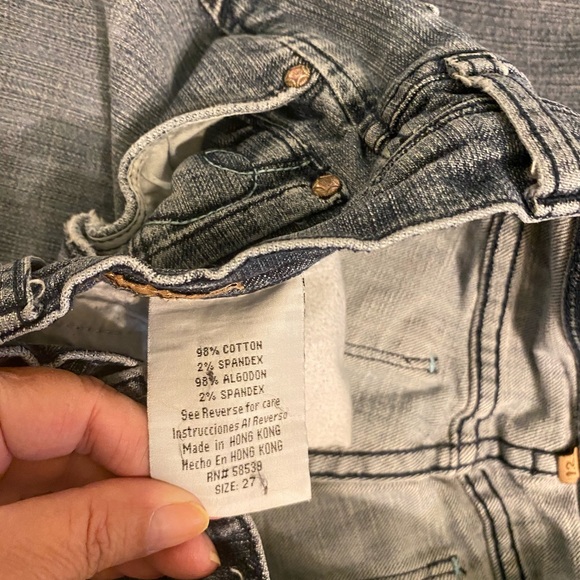 98% COTTON
2% SPANDEX
98% ALGODON
2% SPANDEX
See Reverse for care
Instrucciones Al Reverso
Made in HONG KONG
Hecho En HONG KONG
RN# 58539
SIZE: 27
12